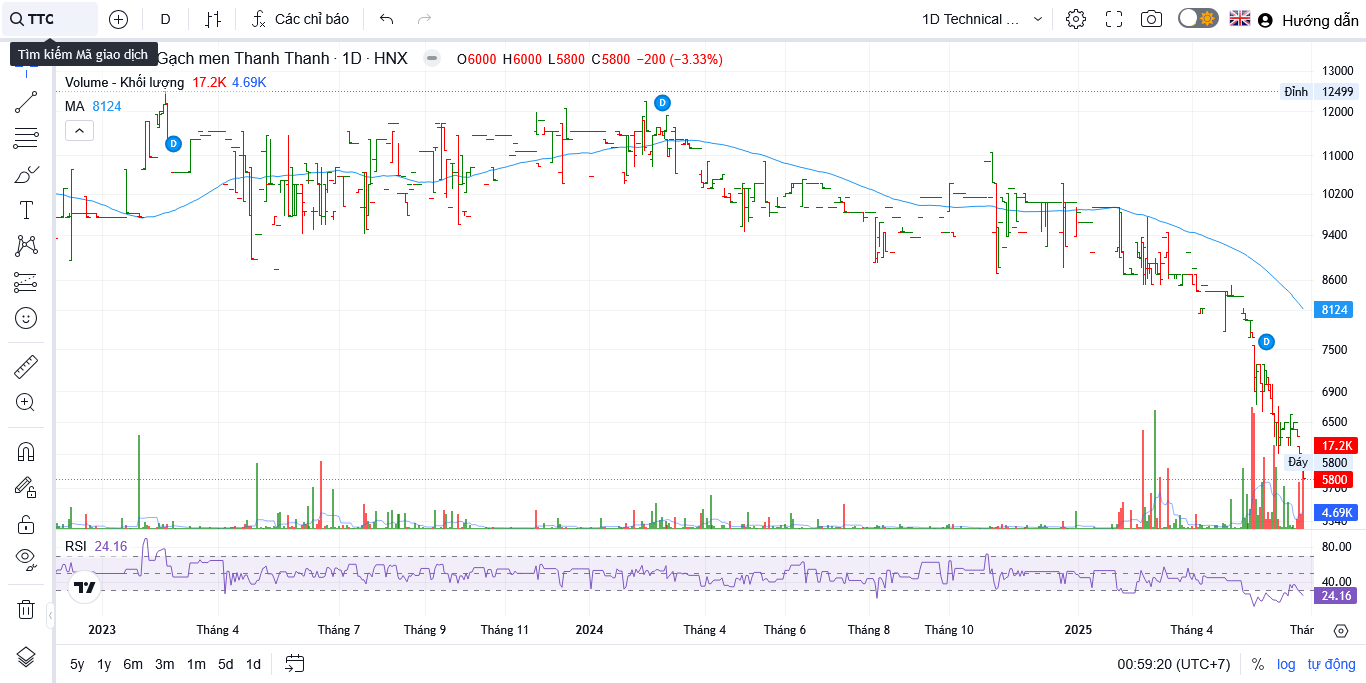 TTC
D
Các chỉ báo
1D Technical ...
Hướng dẫn
Tìm kiếm Mã giao dịch
Gạch men Thanh Thanh · 1D · HNX
O6000 H6000 L5800 C5800 −200 (−3.33%)
Volume - Khối lượng 17.2K 4.69K
MA 8124
D
D
D
13000
Đỉnh 12499
12000
11000
10200
9400
8600
8124
7500
6900
6500
17.2K
Đáy 5800
5800
4.69K
RSI 24.16
80.00
40.00
24.16
2023 Tháng 4 Tháng 7 Tháng 9 Tháng 11 2024 Tháng 4 Tháng 6 Tháng 8 Tháng 10 2025 Tháng 4 Thár
5y 1y 6m 3m 1m 5d 1d
00:59:20 (UTC+7) % log tự động